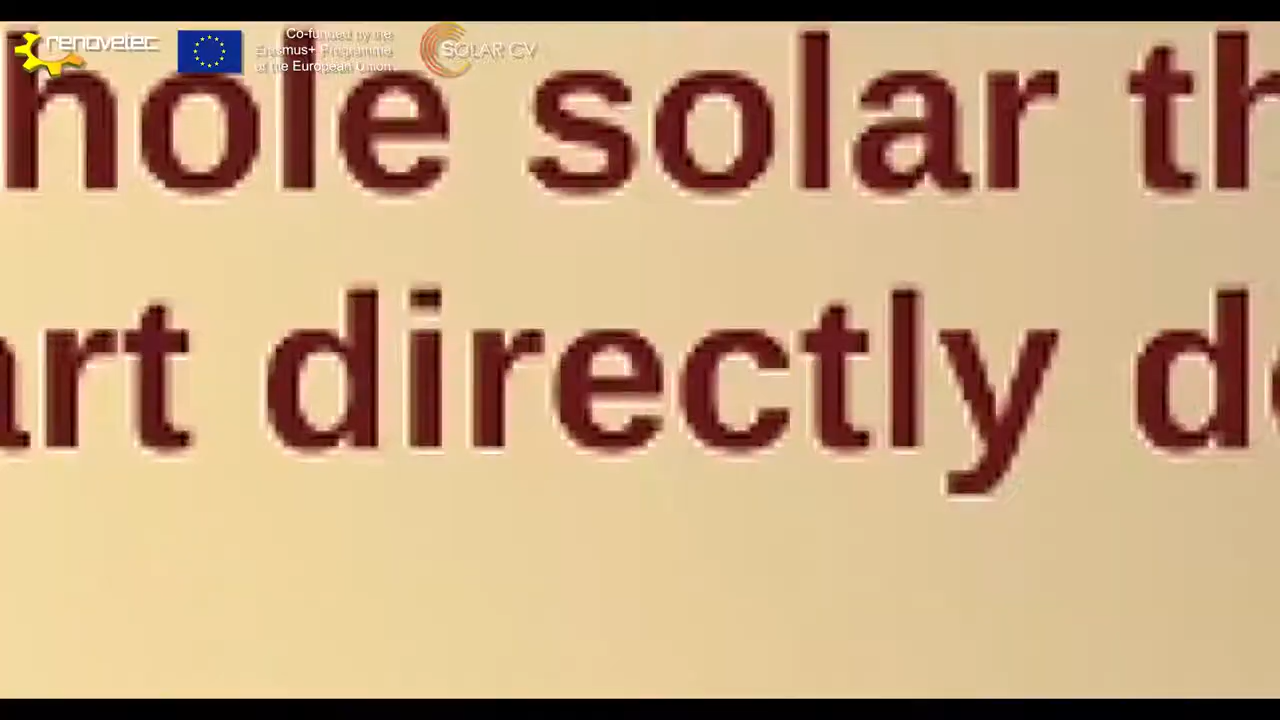 renovetec
Co-funded by the
Erasmus+ Programme
of the European Union
SOLAR CV
hole solar th
art directly d